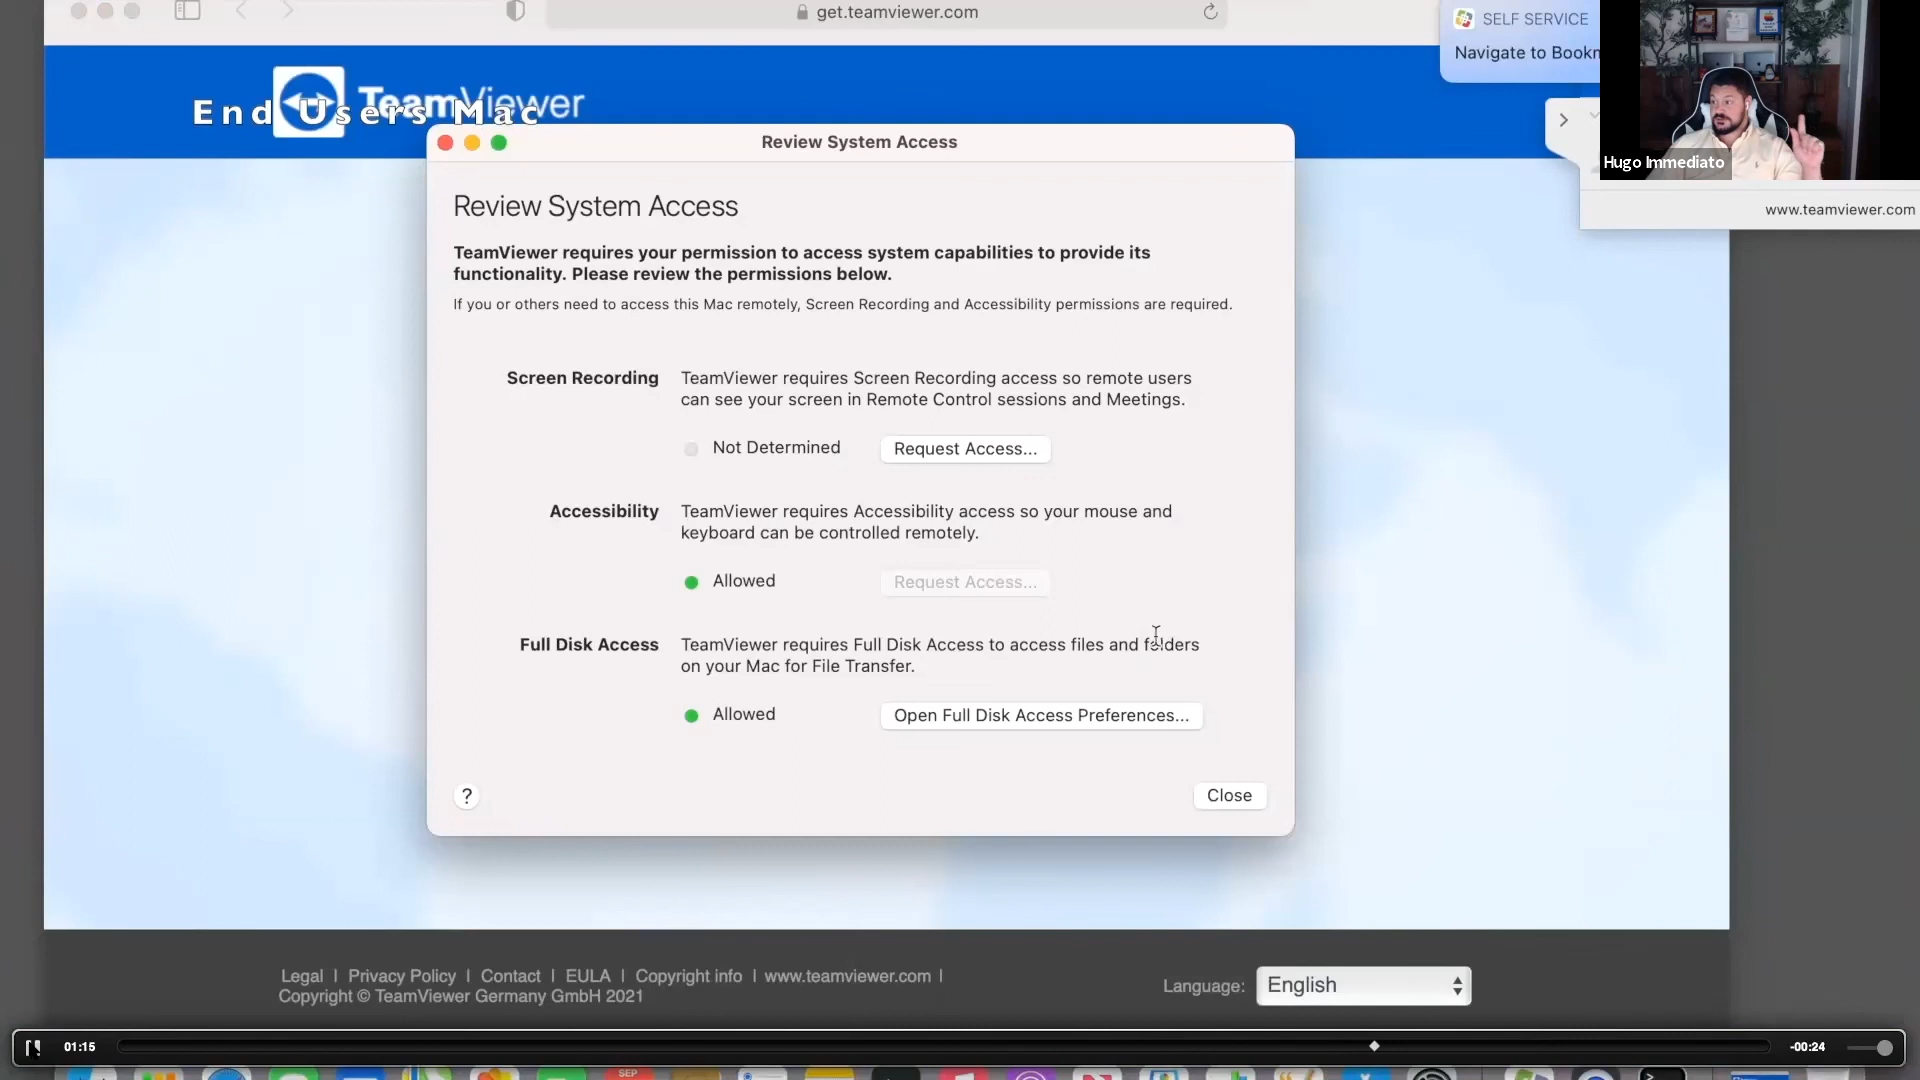 get.teamviewer.com
SELF SERVICE
Navigate to Bookm
TeamViewer
End Users Mac
Hugo Immediato
www.teamviewer.com
Review System Access
Review System Access
TeamViewer requires your permission to access system capabilities to provide its
functionality. Please review the permissions below.
If you or others need to access this Mac remotely, Screen Recording and Accessibility permissions are required.
Screen Recording
TeamViewer requires Screen Recording access so remote users
can see your screen in Remote Control sessions and Meetings.
Not Determined
Request Access...
Accessibility
TeamViewer requires Accessibility access so your mouse and
keyboard can be controlled remotely.
Allowed
Request Access...
Full Disk Access
TeamViewer requires Full Disk Access to access files and folders
on your Mac for File Transfer.
Allowed
Open Full Disk Access Preferences...
?
Close
Legal | Privacy Policy | Contact | EULA | Copyright info | www.teamviewer.com |
Copyright © TeamViewer Germany GmbH 2021
Language:
English
01:15
-00:24
SEP